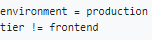 environment = production
tier != frontend